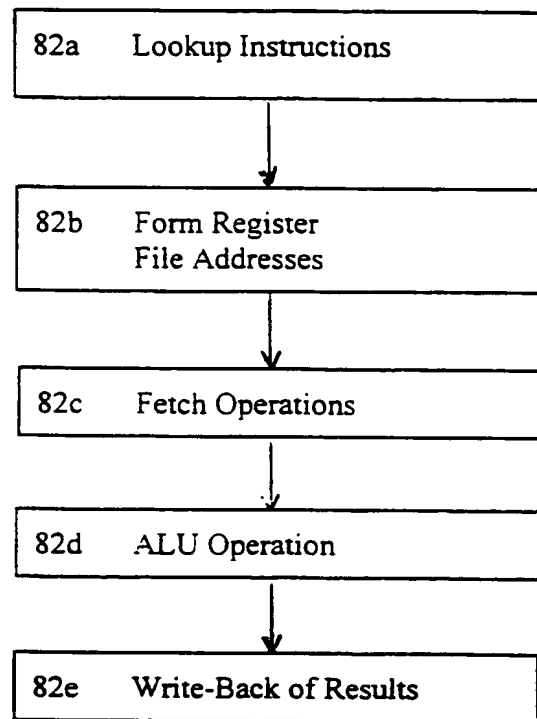 82a Lookup Instructions
82b Form Register
File Addresses
82c Fetch Operations
82d ALU Operation
82e Write-Back of Results